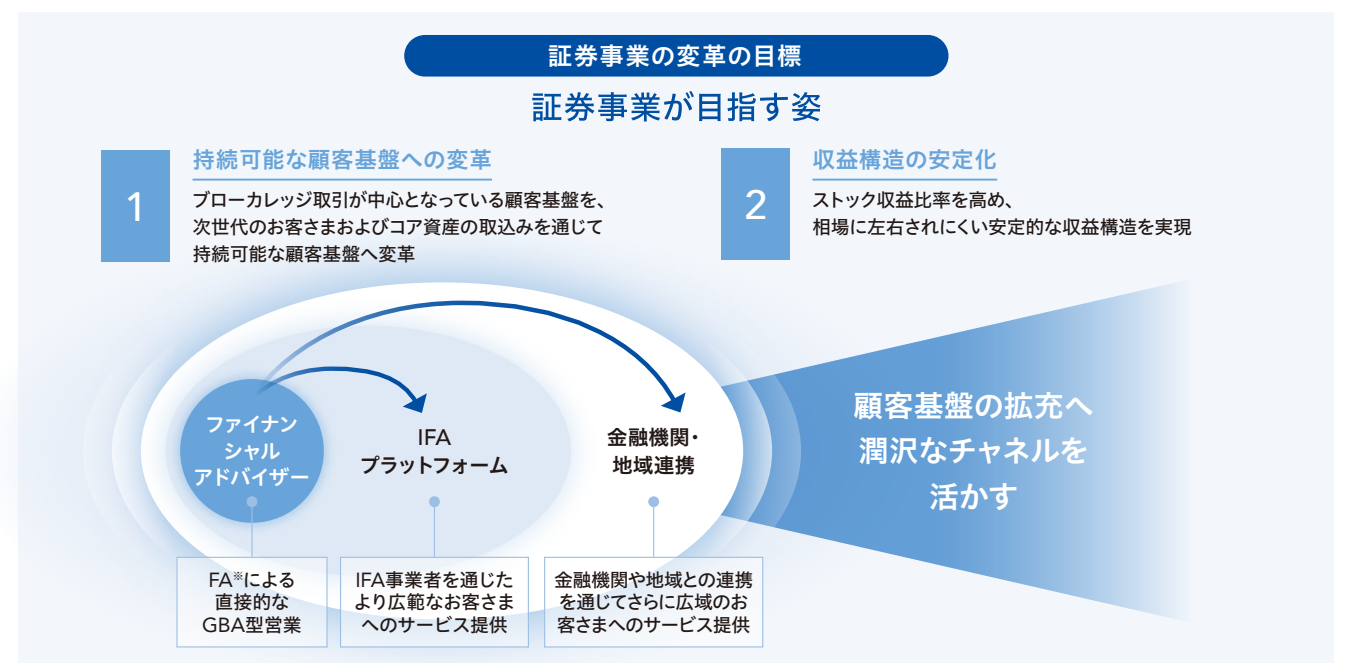 証券事業の変革の目標
証券事業が目指す姿
1
持続可能な顧客基盤への変革
ブローカレッジ取引が中心となっている顧客基盤を、
次世代のお客さまおよびコア資産の取込みを通じて
持続可能な顧客基盤へ変革
2
収益構造の安定化
ストック収益比率を高め、
相場に左右されにくい安定的な収益構造を実現
ファイナン
シャル
アドバイザー
IFA
プラットフォーム
金融機関・
地域連携
顧客基盤の拡充へ
潤沢なチャネルを
活かす
FA※による
直接的な
GBA型営業
IFA事業者を通じた
より広範なお客さま
へのサービス提供
金融機関や地域との連携
を通じてさらに広域のお
客さまへのサービス提供